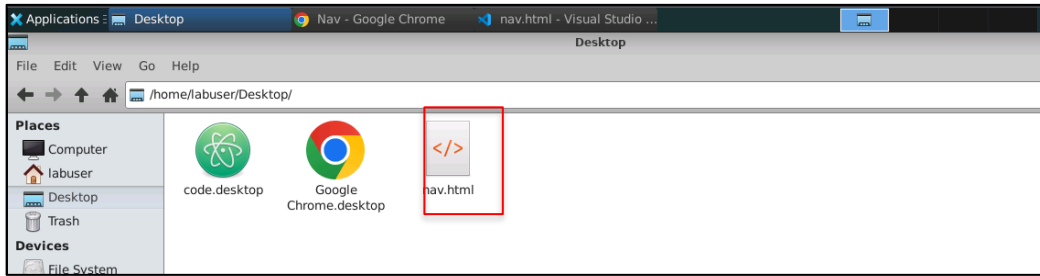 Applications Desktop Nav - Google Chrome nav.html - Visual Studio ...
Desktop
File Edit View Go Help
/home/labuser/Desktop/
Places
Computer
labuser
Desktop
Trash
Devices
File System
code.desktop
Google
Chrome.desktop
</>
nav.html